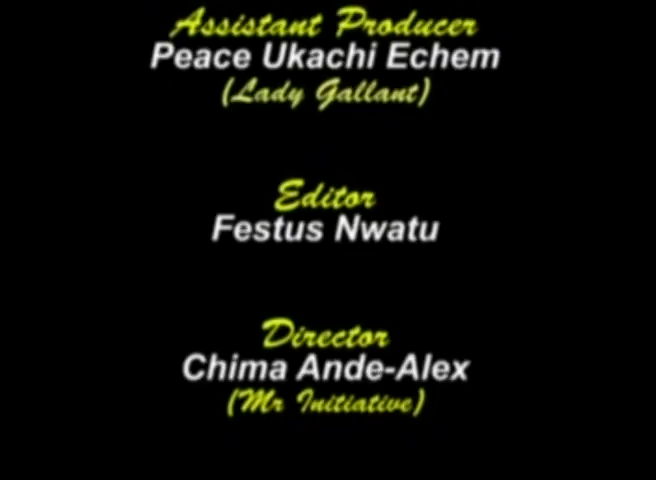 Assistant Producer
Peace Ukachi Echem
(Lady Gallant)
Editor
Festus Nwatu
Director
Chima Ande-Alex
(Mr Initiative)